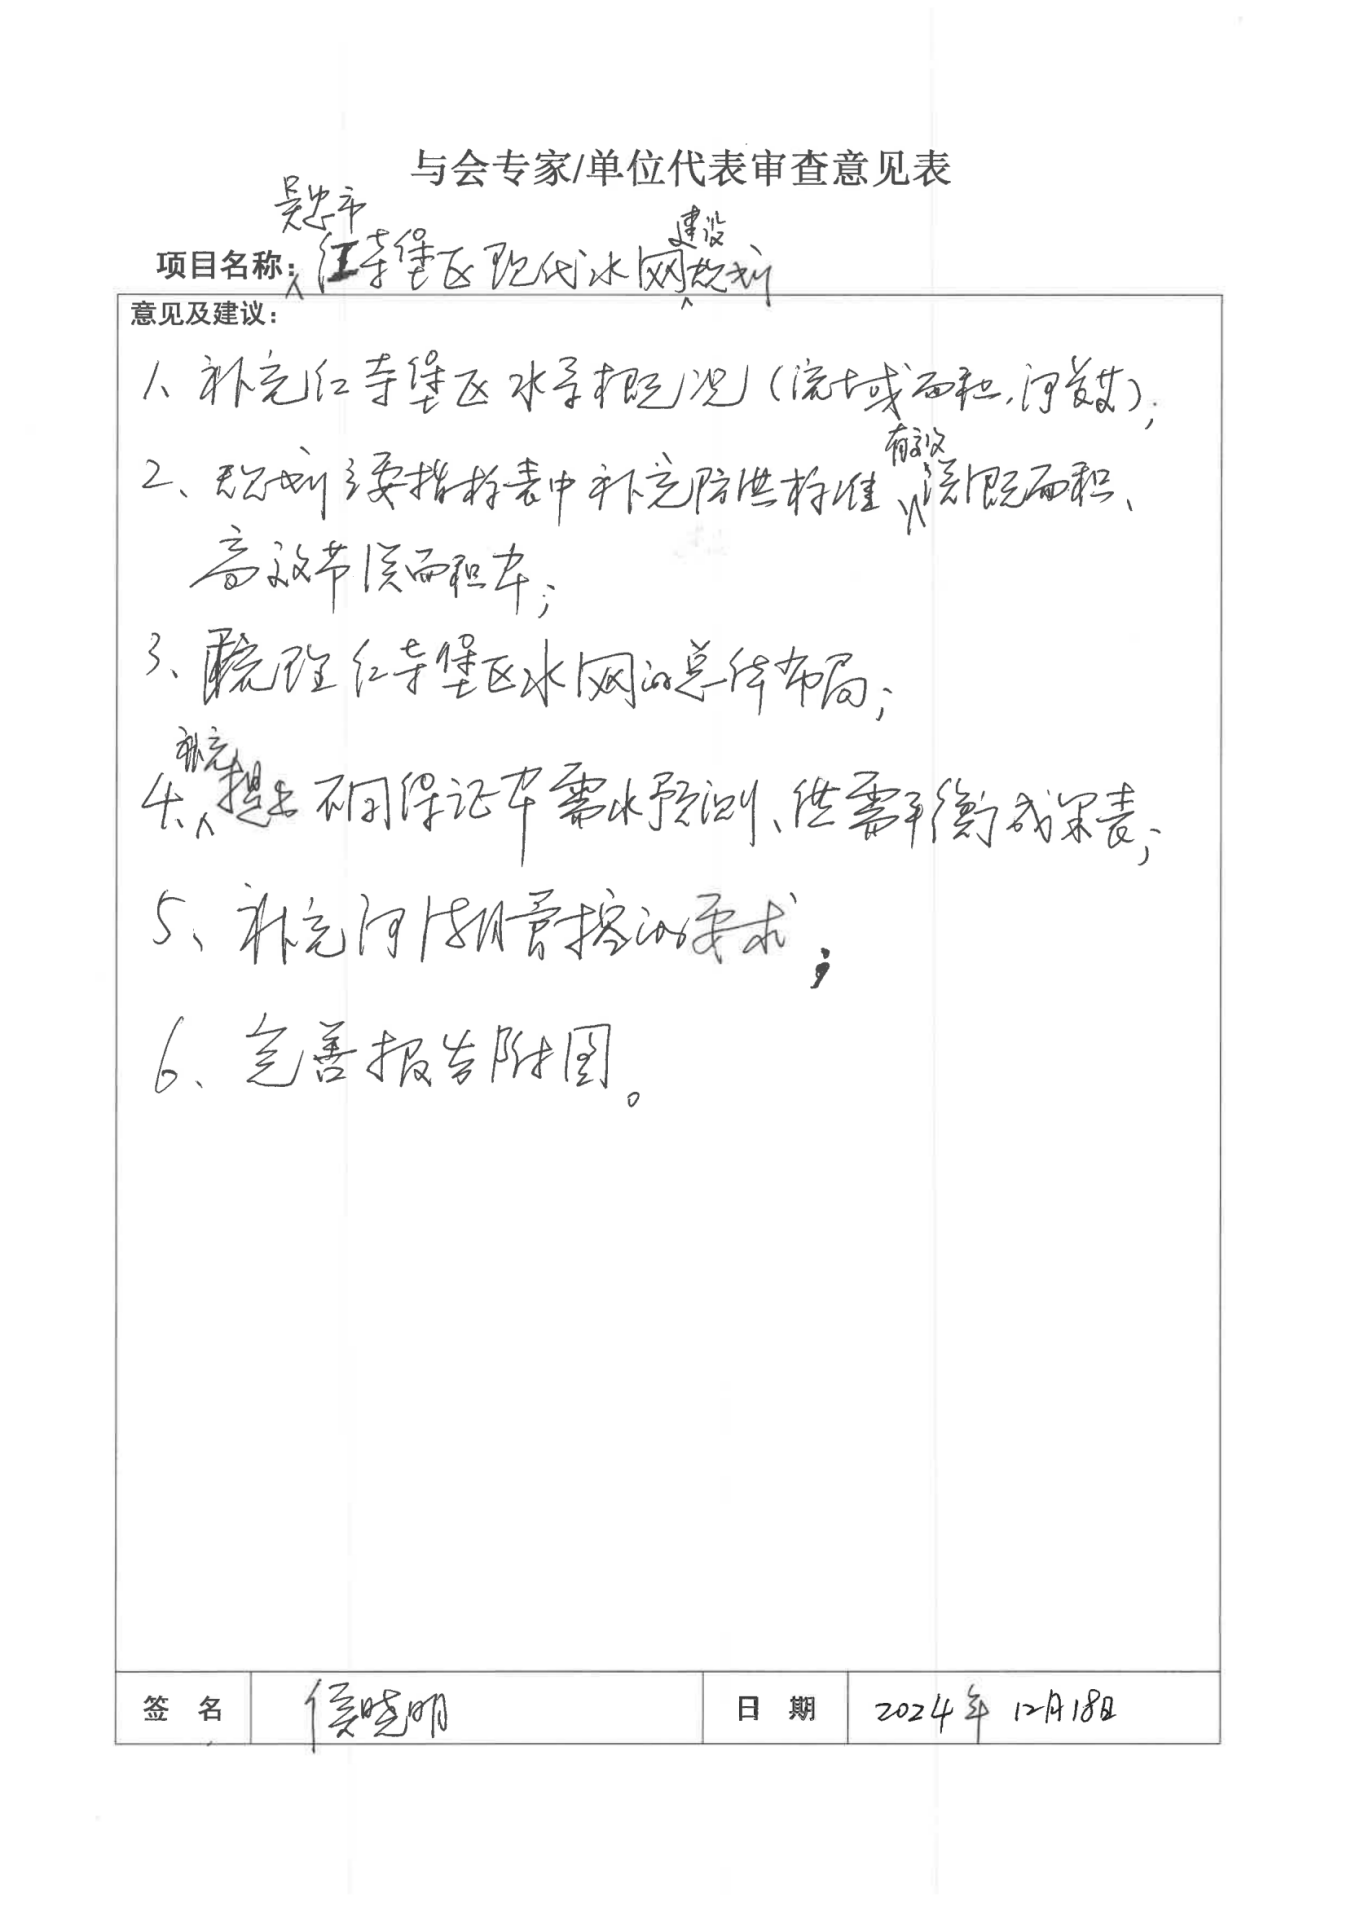 与会专家/单位代表审查意见表
项目名称：吴忠市红寺堡区现代水网建设规划
意见及建议：
1、补充红寺堡区水系概况（流域面积、河长）；
2、规划主要指标表中补充防洪标准、有效灌溉面积、
高效节灌面积率；
3、梳理红寺堡区水网的总体布局；
4、补充提出不同保证率需水预测、供需平衡成果表；
5、补充河湖管控的要求；
6、完善报告附图。
签 名 侯晓明 日 期 2024年12月18日